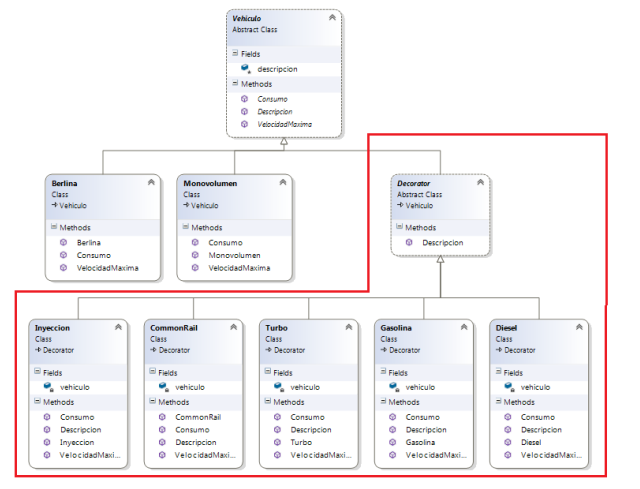 Vehiculo
Abstract Class
Fields
descripcion
Methods
Consumo
Descripcion
VelocidadMaxima
Berlina
Class
Vehiculo
Methods
Berlina
Consumo
VelocidadMaxima
Monovolumen
Class
Vehiculo
Methods
Consumo
Monovolumen
VelocidadMaxima
Decorator
Abstract Class
Vehiculo
Methods
Descripcion
Inyeccion
Class
Decorator
Fields
vehiculo
Methods
Consumo
Descripcion
Inyeccion
VelocidadMaxi...
CommonRail
Class
Decorator
Fields
vehiculo
Methods
CommonRail
Consumo
Descripcion
VelocidadMaxi...
Turbo
Class
Decorator
Fields
vehiculo
Methods
Consumo
Descripcion
Turbo
VelocidadMaxi...
Gasolina
Class
Decorator
Fields
vehiculo
Methods
Consumo
Descripcion
Gasolina
VelocidadMaxi...
Diesel
Class
Decorator
Fields
vehiculo
Methods
Consumo
Descripcion
Diesel
VelocidadMaxi...